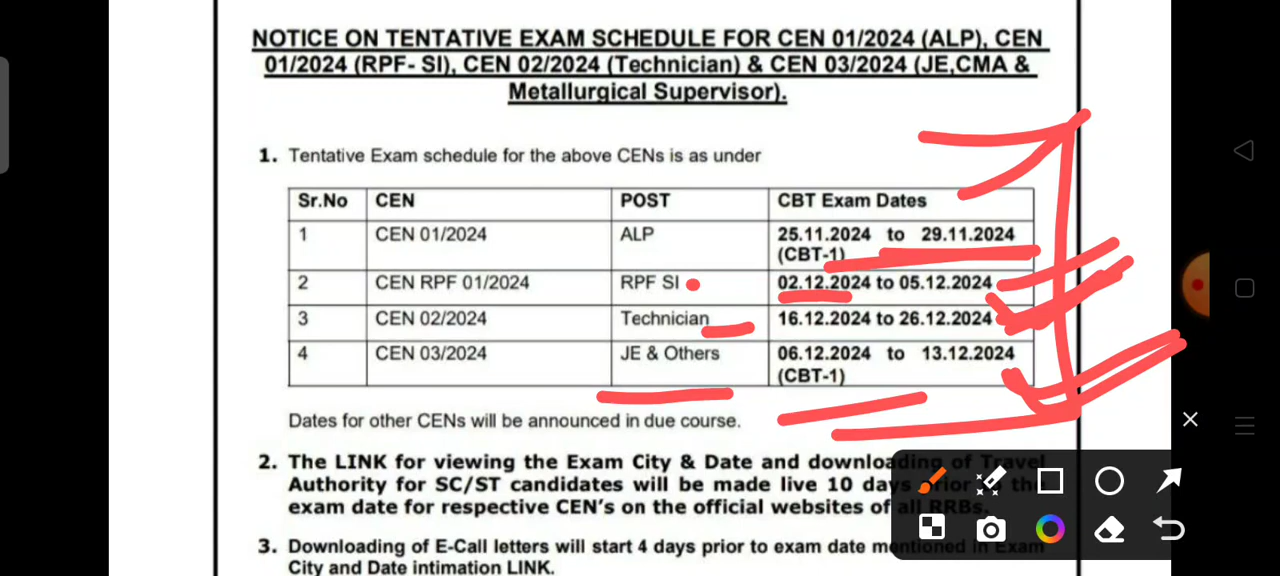 NOTICE ON TENTATIVE EXAM SCHEDULE FOR CEN 01/2024 (ALP), CEN
01/2024 (RPF- SI), CEN 02/2024 (Technician) & CEN 03/2024 (JE,CMA &
Metallurgical Supervisor).
1. Tentative Exam schedule for the above CENs is as under
Sr.No CEN POST CBT Exam Dates
1 CEN 01/2024 ALP 25.11.2024 to 29.11.2024
(CBT-1)
2 CEN RPF 01/2024 RPF SI 02.12.2024 to 05.12.2024
3 CEN 02/2024 Technician 16.12.2024 to 26.12.2024
4 CEN 03/2024 JE & Others 06.12.2024 to 13.12.2024
(CBT-1)
Dates for other CENs will be announced in due course.
2. The LINK for viewing the Exam City & Date and downloading of Travel
Authority for SC/ST candidates will be made live 10 days prior to the
exam date for respective CEN's on the official websites of all RRBs.
3. Downloading of E-Call letters will start 4 days prior to exam date mentioned in Exam
City and Date intimation LINK.